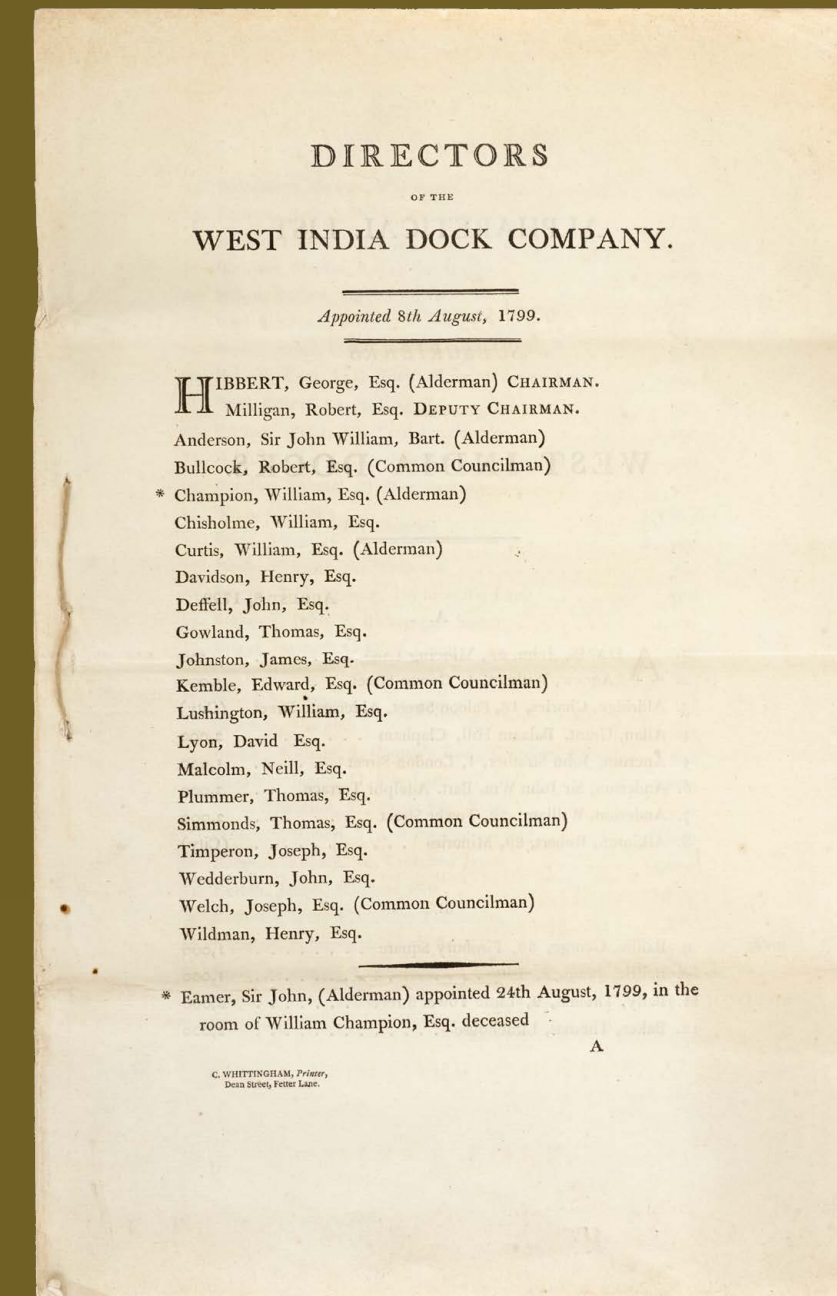 DIRECTORS
OF THE
WEST INDIA DOCK COMPANY.
Appointed 8th August, 1799.
HIBBERT, George, Esq. (Alderman) CHAIRMAN.
Milligan, Robert, Esq. DEPUTY CHAIRMAN.
Anderson, Sir John William, Bart. (Alderman)
Bullcock, Robert, Esq. (Common Councilman)
* Champion, William, Esq. (Alderman)
Chisholme, William, Esq.
Curtis, William, Esq. (Alderman)
Davidson, Henry, Esq.
Deffell, John, Esq.
Gowland, Thomas, Esq.
Johnston, James, Esq.
Kemble, Edward, Esq. (Common Councilman)
Lushington, William, Esq.
Lyon, David Esq.
Malcolm, Neill, Esq.
Plummer, Thomas, Esq.
Simmonds, Thomas, Esq. (Common Councilman)
Timperon, Joseph, Esq.
Wedderburn, John, Esq.
Welch, Joseph, Esq. (Common Councilman)
Wildman, Henry, Esq.
* Eamer, Sir John, (Alderman) appointed 24th August, 1799, in the
room of William Champion, Esq. deceased
A
C. WHITTINGHAM, Printer,
Dean Street, Fetter Lane.